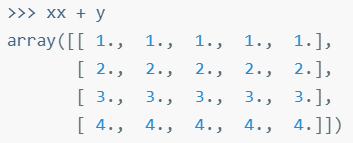 >>> xx + y
array([[ 1.,  1.,  1.,  1.,  1.],
       [ 2.,  2.,  2.,  2.,  2.],
       [ 3.,  3.,  3.,  3.,  3.],
       [ 4.,  4.,  4.,  4.,  4.]])